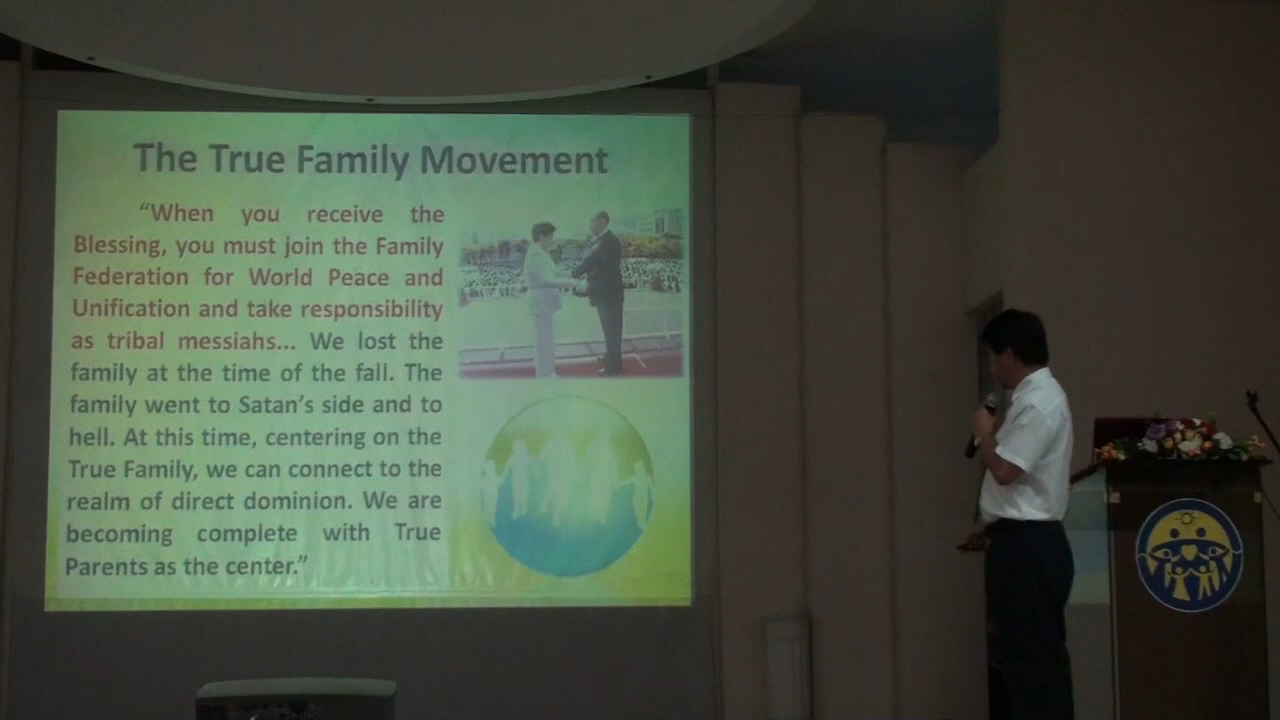 The True Family Movement
“When you receive the
Blessing, you must join the Family
Federation for World Peace and
Unification and take responsibility
as tribal messiahs... We lost the
family at the time of the fall. The
family went to Satan’s side and to
hell. At this time, centering on the
True Family, we can connect to the
realm of direct dominion. We are
becoming complete with True
Parents as the center.”